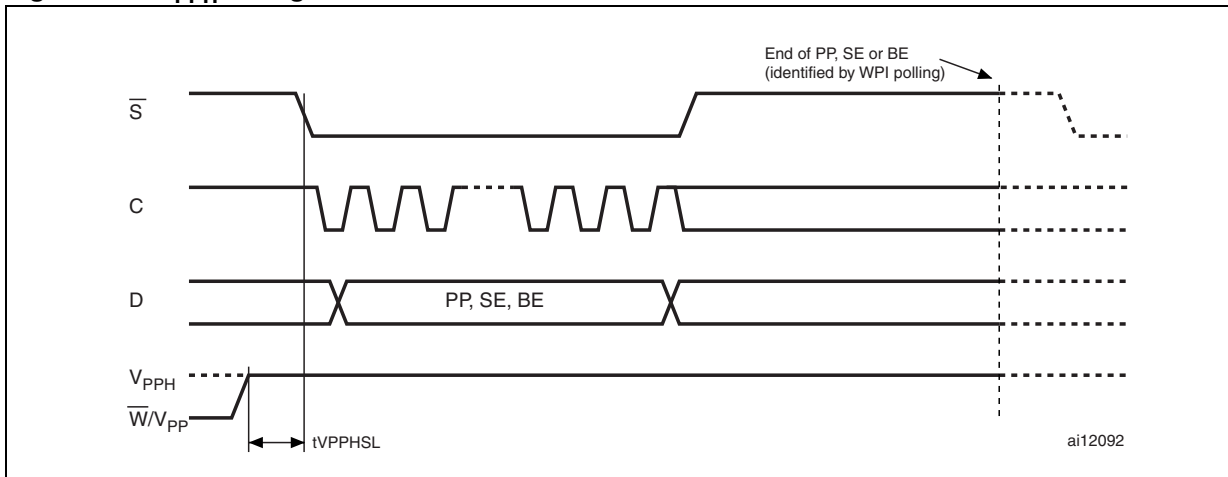 End of PP, SE or BE
(identified by WPI polling)
S̅
C
D
PP, SE, BE
VPPH
W̅/VPP
tVPPHSL
ai12092